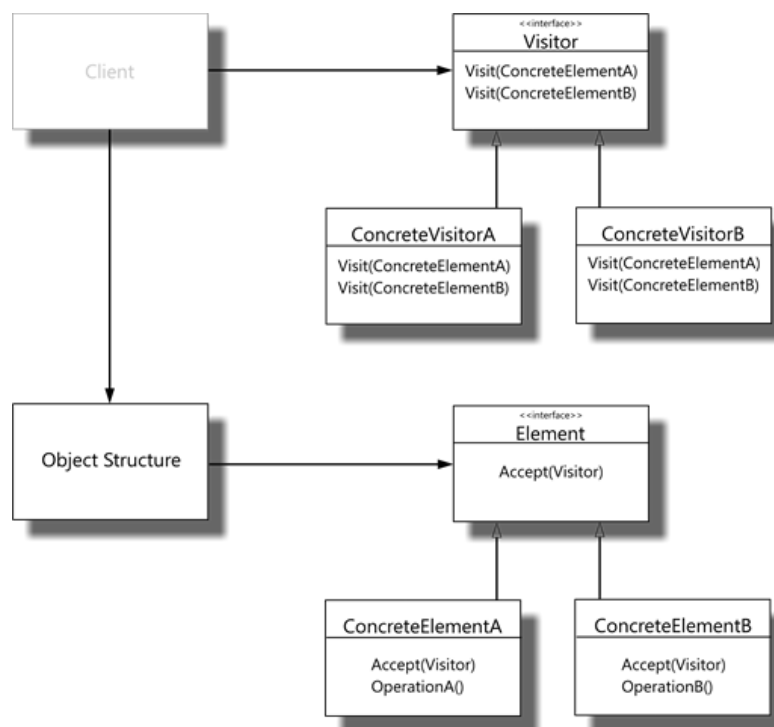 Client
<<interface>>
Visitor
Visit(ConcreteElementA)
Visit(ConcreteElementB)
ConcreteVisitorA
Visit(ConcreteElementA)
Visit(ConcreteElementB)
ConcreteVisitorB
Visit(ConcreteElementA)
Visit(ConcreteElementB)
Object Structure
<<interface>>
Element
Accept(Visitor)
ConcreteElementA
Accept(Visitor)
OperationA()
ConcreteElementB
Accept(Visitor)
OperationB()